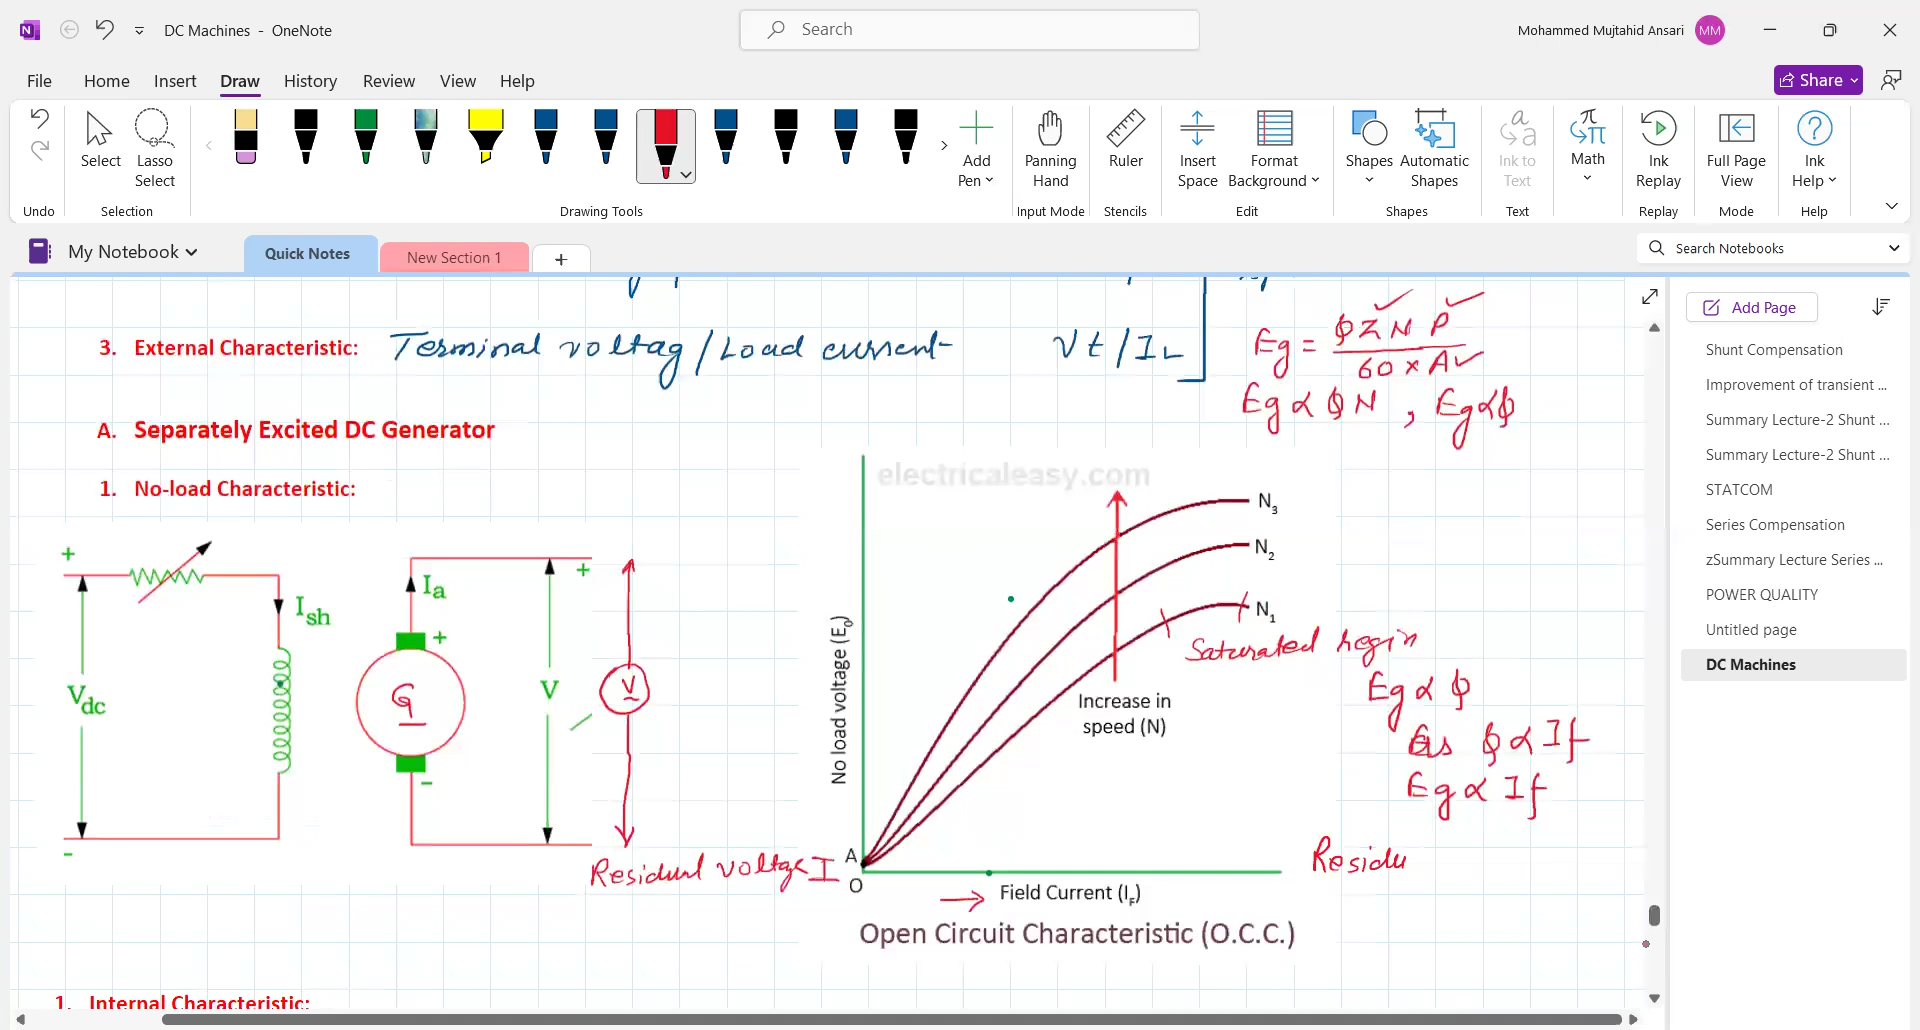 DC Machines - OneNote
Search
Mohammed Mujtahid Ansari MM
File Home Insert Draw History Review View Help
Share
Undo
Select
Lasso Select
Selection
Drawing Tools
Add Pen
Panning Hand
Input Mode
Ruler
Stencils
Insert Space
Format Background
Edit
Shapes
Automatic Shapes
Shapes
Ink to Text
Text
Math
Ink Replay
Replay
Full Page View
Mode
Ink Help
Help
My Notebook
Quick Notes
New Section 1
+
Search Notebooks
Add Page
Shunt Compensation
Improvement of transient ...
Summary Lecture-2 Shunt ...
Summary Lecture-2 Shunt ...
STATCOM
Series Compensation
zSummary Lecture Series ...
POWER QUALITY
Untitled page
DC Machines
3. External Characteristic: Terminal voltag / Load current Vt / IL
Eg = ϕ Z N P / 60 × A
Eg α ϕ N , Eg α ϕ
A. Separately Excited DC Generator
1. No-load Characteristic:
electricaleasy.com
N3
N2
N1
+ Ish Vdc -
Ia + G - V + V
No load voltage (E0)
Increase in
speed (N)
Saturated regin
Eg α ϕ
as ϕ α If
Eg α If
Residual voltage I
A
O
Residu
Field Current (IF)
Open Circuit Characteristic (O.C.C.)
1. Internal Characteristic: